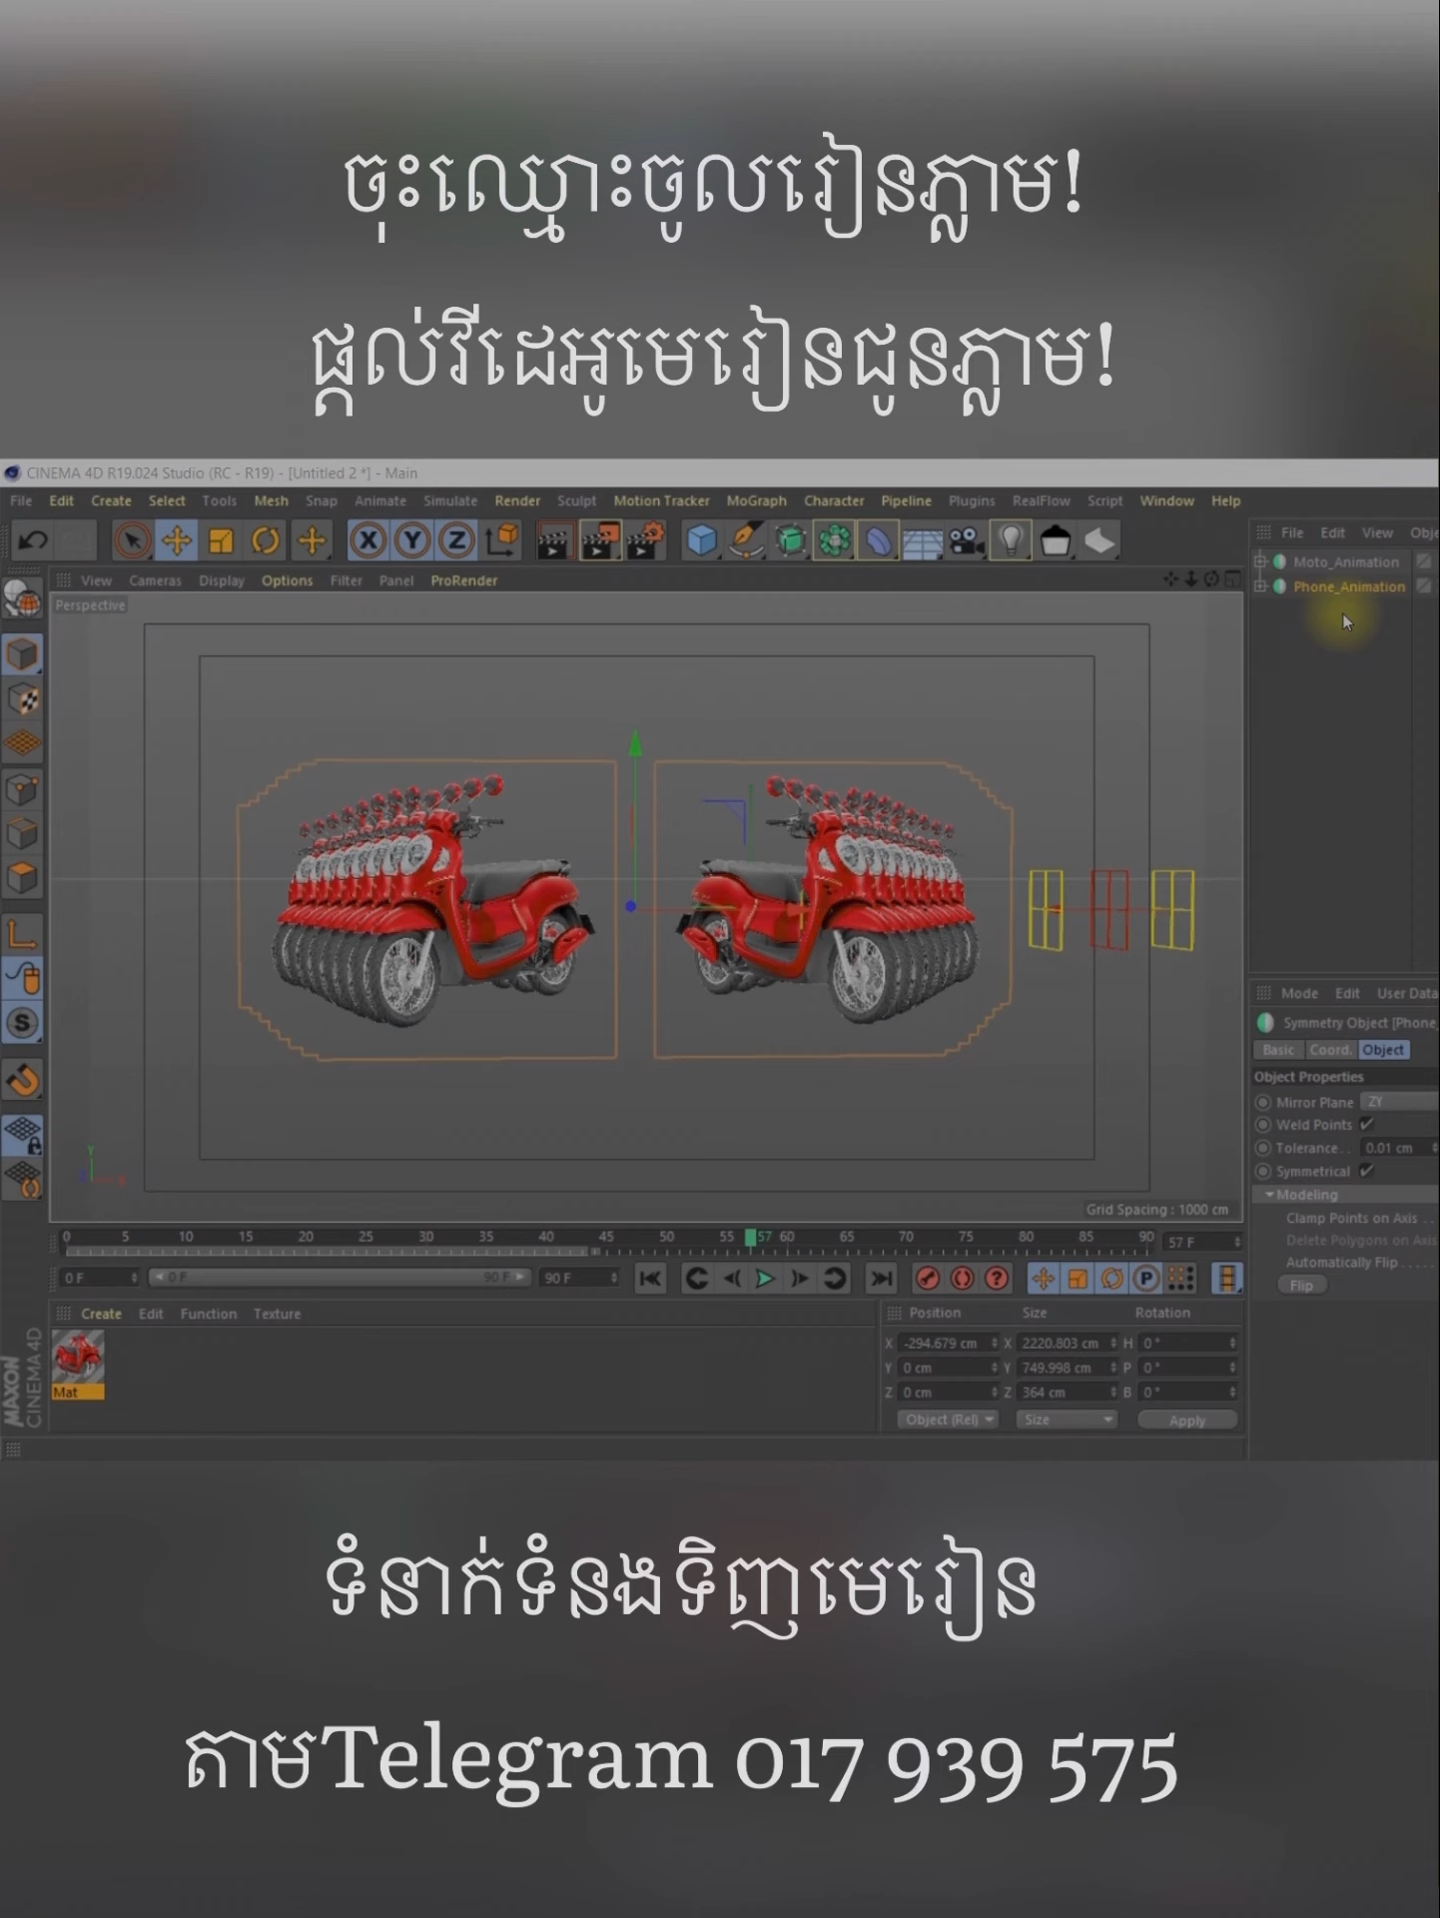 ចុះឈ្មោះចូលរៀនភ្លាម!
ផ្តល់វីដេអូមេរៀនជូនភ្លាម!
CINEMA 4D R19.024 Studio (RC - R19) - [Untitled 2 *] - Main
File Edit Create Select Tools Mesh Snap Animate Simulate Render Sculpt Motion Tracker MoGraph Character Pipeline Plugins RealFlow Script Window Help
X Y Z
File Edit View Obje
View Cameras Display Options Filter Panel ProRender
Moto_Animation
Phone_Animation
Perspective
Mode Edit User Data
Symmetry Object [Phone_
Basic Coord. Object
Object Properties
Mirror Plane ZY
Weld Points
Tolerance . . 0.01 cm
Symmetrical
Modeling
Clamp Points on Axis . .
Delete Polygons on Axis
Automatically Flip . . . . .
Flip
S
Y
Grid Spacing : 1000 cm
0 5 10 15 20 25 30 35 40 45 50 55 57 60 65 70 75 80 85 90 57 F
0 F 0 F 90 F 90 F P
Create Edit Function Texture
Mat
MAXON
CINEMA 4D
Position Size Rotation
X -294.679 cm X 2220.803 cm H 0 °
Y 0 cm Y 749.998 cm P 0 °
Z 0 cm Z 364 cm B 0 °
Object (Rel) Size Apply
ទំនាក់ទំនងទិញមេរៀន
តាមTelegram 017 939 575